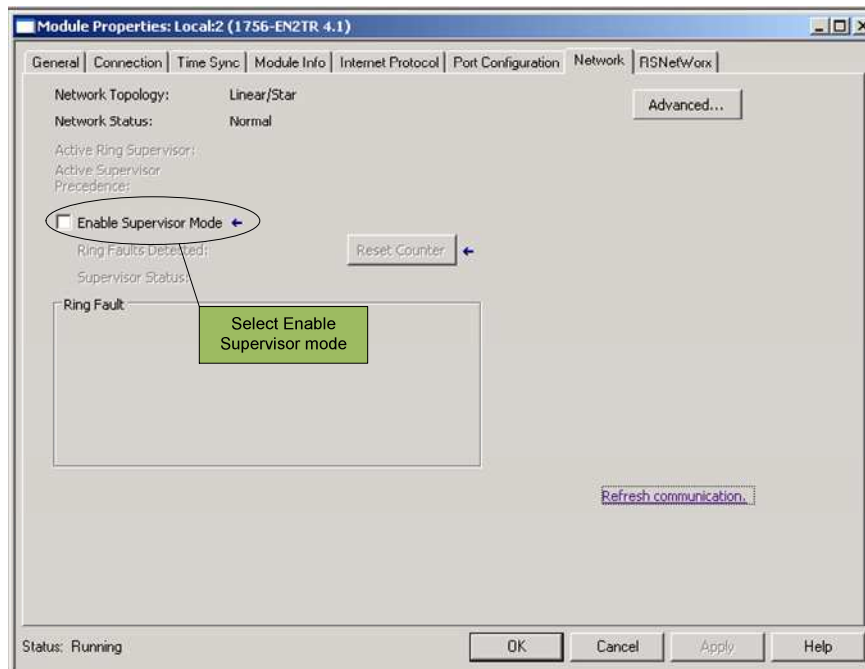 Module Properties: Local:2 (1756-EN2TR 4.1)
General Connection Time Sync Module Info Internet Protocol Port Configuration Network RSNetWorx
Network Topology: Linear/Star
Advanced...
Network Status: Normal
Active Ring Supervisor:
Active Supervisor
Precedence:
Enable Supervisor Mode
Ring Faults Detected:
Reset Counter
Supervisor Status:
Ring Fault
Select Enable
Supervisor mode
Refresh communication.
Status: Running
OK Cancel Apply Help